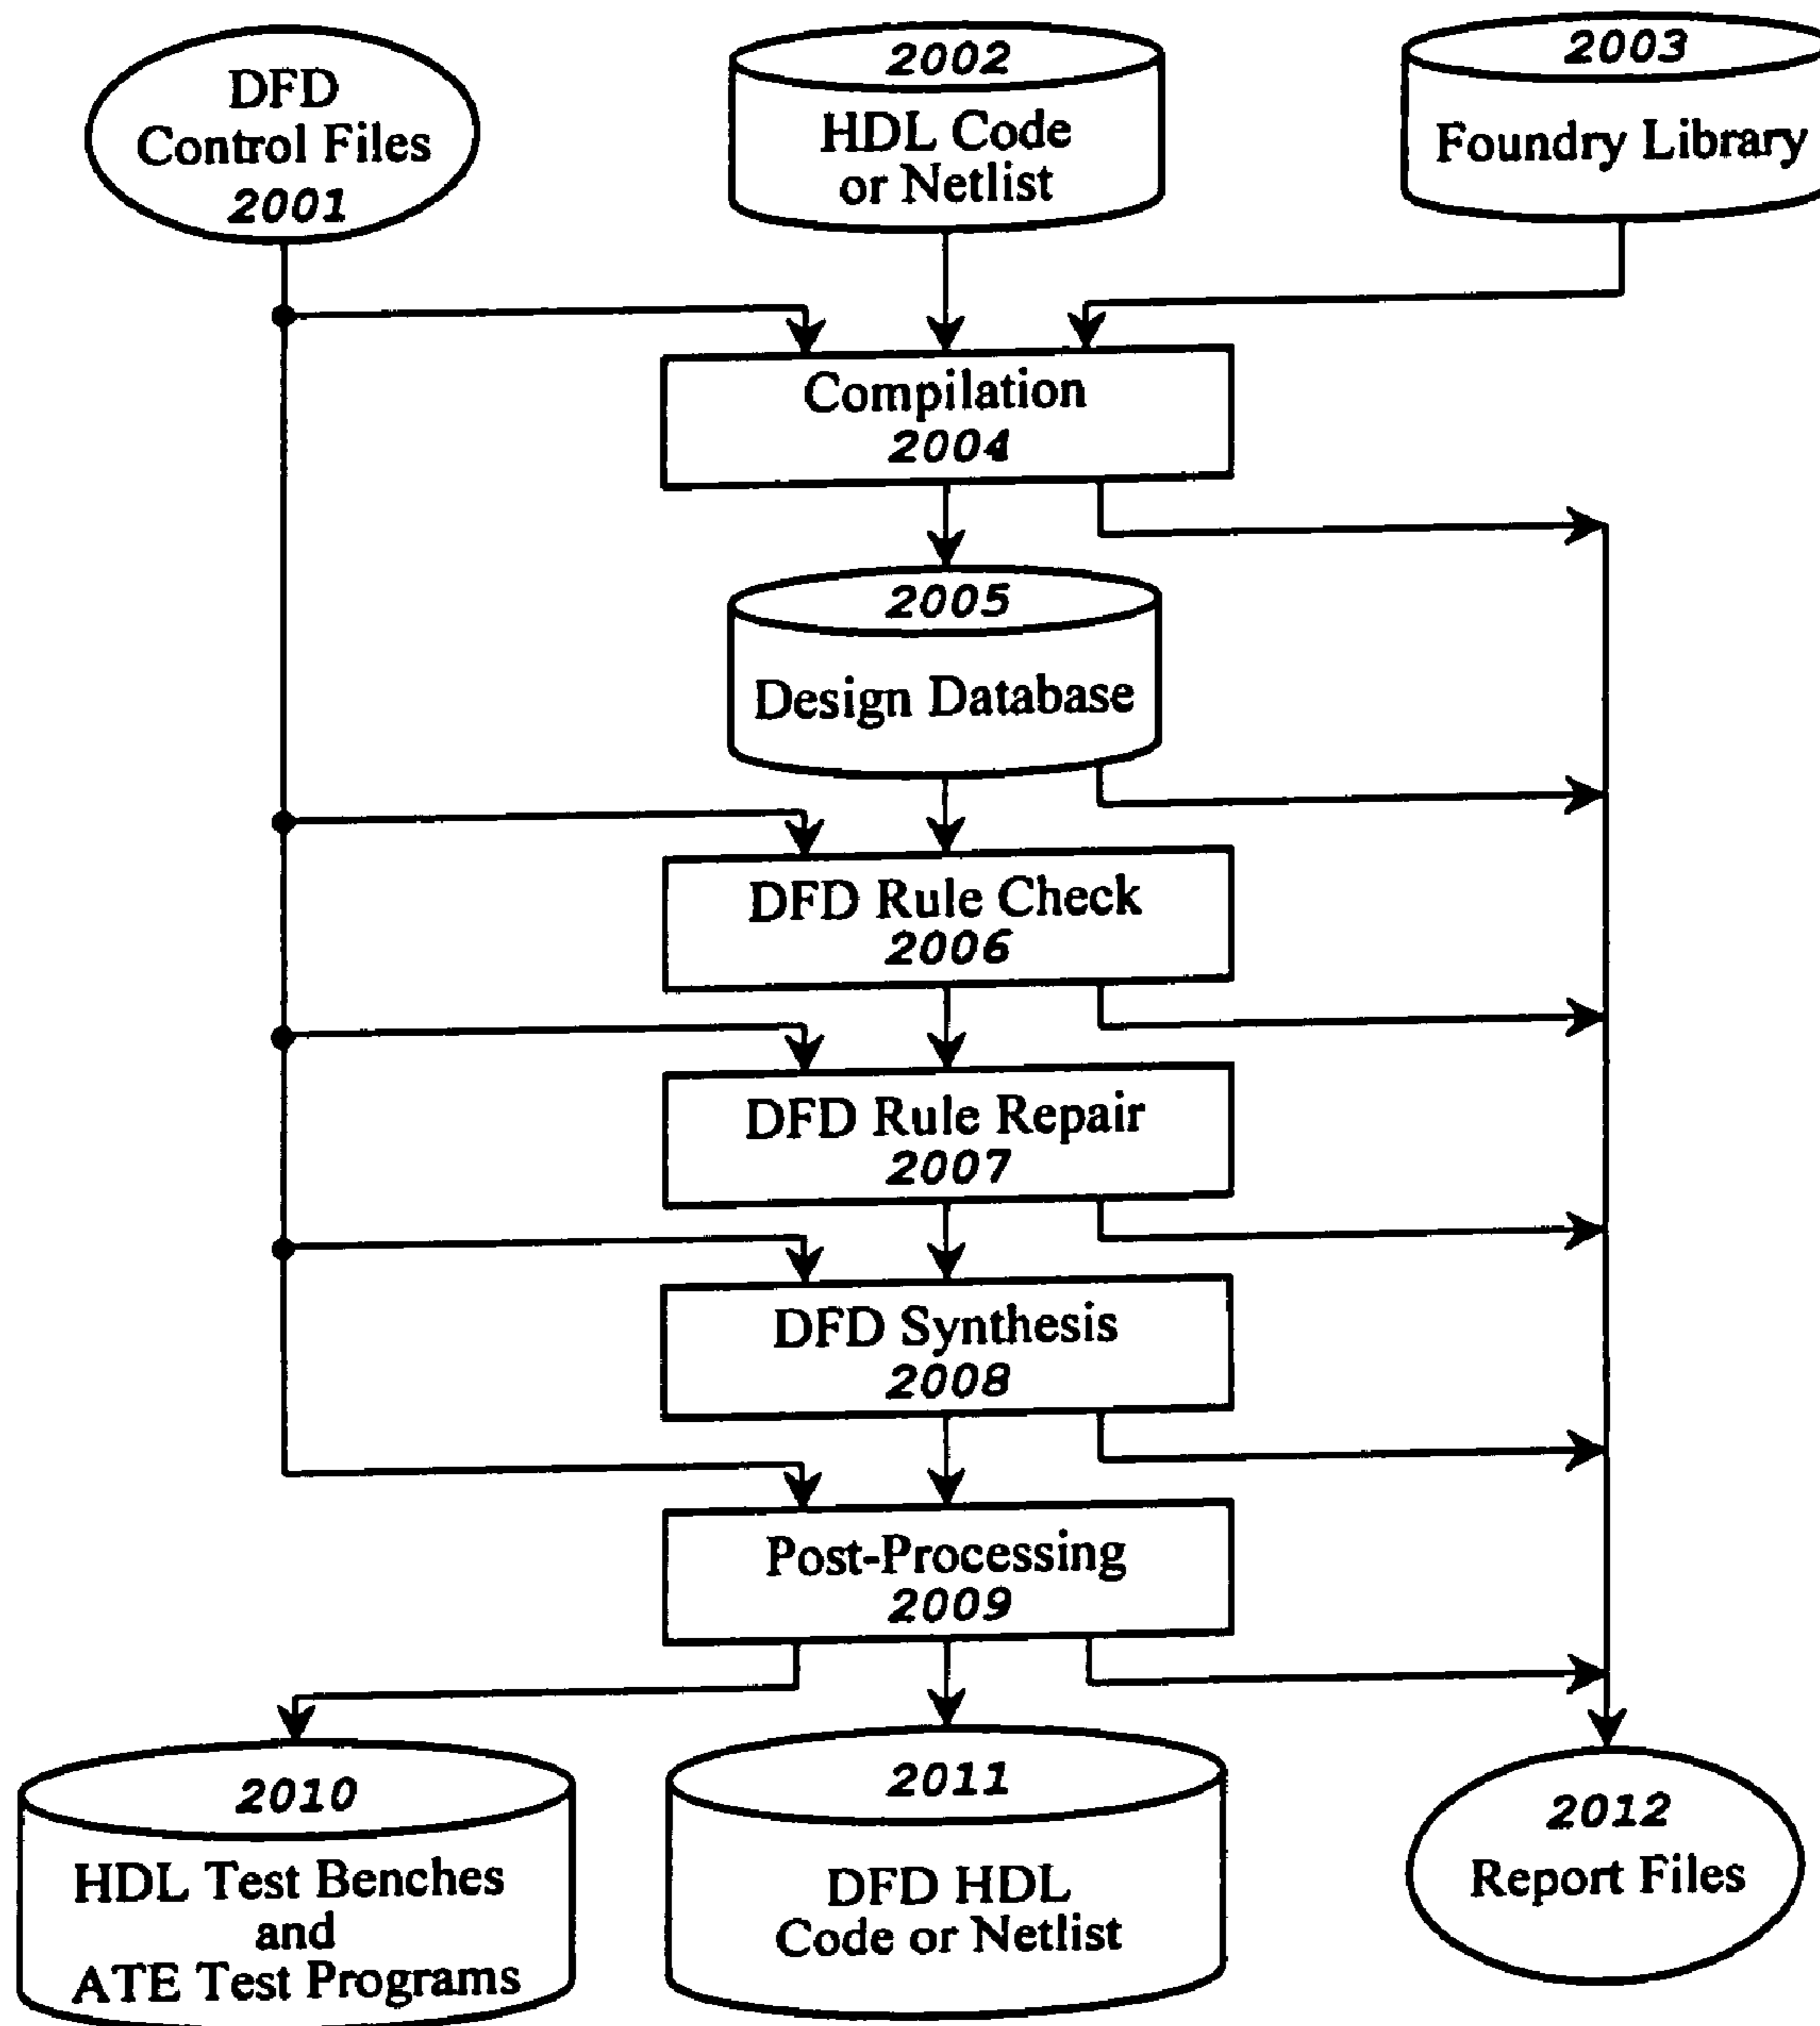 DFD
Control Files
2001
2002
HDL Code
or Netlist
2003
Foundry Library
Compilation
2004
2005
Design Database
DFD Rule Check
2006
DFD Rule Repair
2007
DFD Synthesis
2008
Post-Processing
2009
2010
HDL Test Benches
and
ATE Test Programs
2011
DFD HDL
Code or Netlist
2012
Report Files